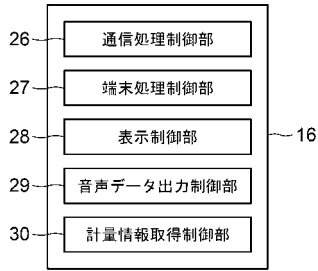 26 通信処理制御部
27 端末処理制御部
28 表示制御部
16
29 音声データ出力制御部
30 計量情報取得制御部